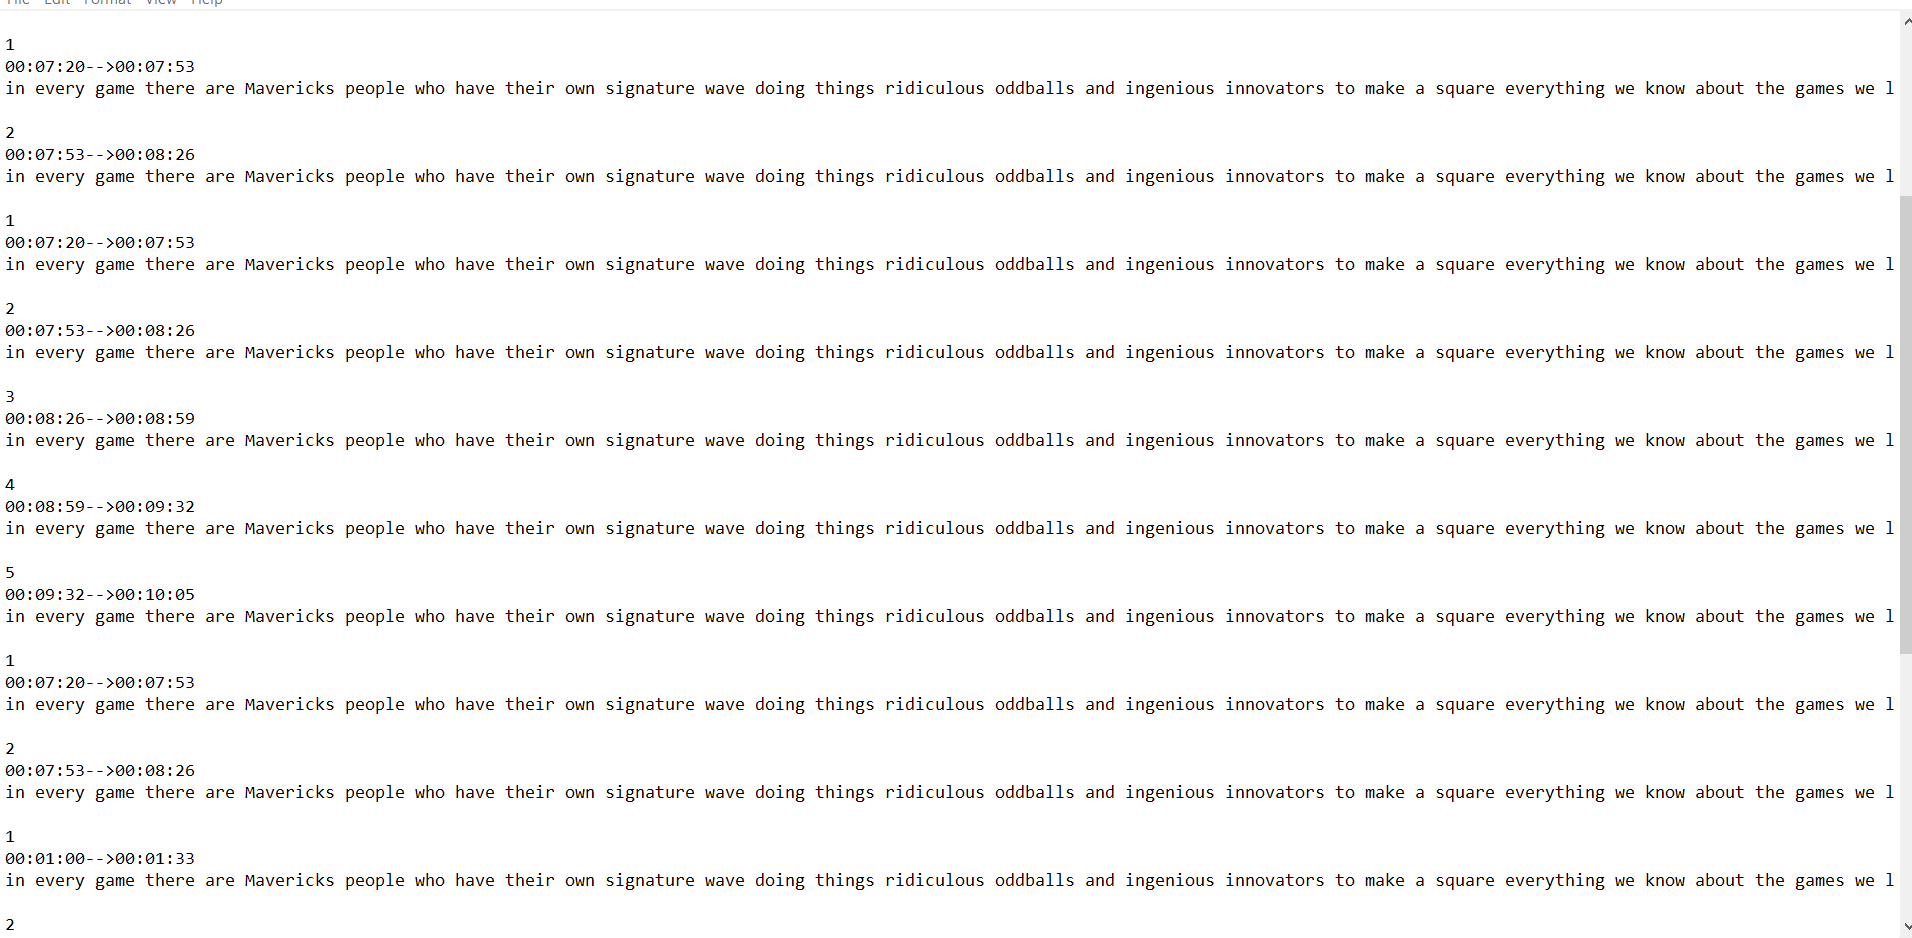 File Edit Format View Help
1
00:07:20-->00:07:53
in every game there are Mavericks people who have their own signature wave doing things ridiculous oddballs and ingenious innovators to make a square everything we know about the games we l
2
00:07:53-->00:08:26
in every game there are Mavericks people who have their own signature wave doing things ridiculous oddballs and ingenious innovators to make a square everything we know about the games we l
1
00:07:20-->00:07:53
in every game there are Mavericks people who have their own signature wave doing things ridiculous oddballs and ingenious innovators to make a square everything we know about the games we l
2
00:07:53-->00:08:26
in every game there are Mavericks people who have their own signature wave doing things ridiculous oddballs and ingenious innovators to make a square everything we know about the games we l
3
00:08:26-->00:08:59
in every game there are Mavericks people who have their own signature wave doing things ridiculous oddballs and ingenious innovators to make a square everything we know about the games we l
4
00:08:59-->00:09:32
in every game there are Mavericks people who have their own signature wave doing things ridiculous oddballs and ingenious innovators to make a square everything we know about the games we l
5
00:09:32-->00:10:05
in every game there are Mavericks people who have their own signature wave doing things ridiculous oddballs and ingenious innovators to make a square everything we know about the games we l
1
00:07:20-->00:07:53
in every game there are Mavericks people who have their own signature wave doing things ridiculous oddballs and ingenious innovators to make a square everything we know about the games we l
2
00:07:53-->00:08:26
in every game there are Mavericks people who have their own signature wave doing things ridiculous oddballs and ingenious innovators to make a square everything we know about the games we l
1
00:01:00-->00:01:33
in every game there are Mavericks people who have their own signature wave doing things ridiculous oddballs and ingenious innovators to make a square everything we know about the games we l
2